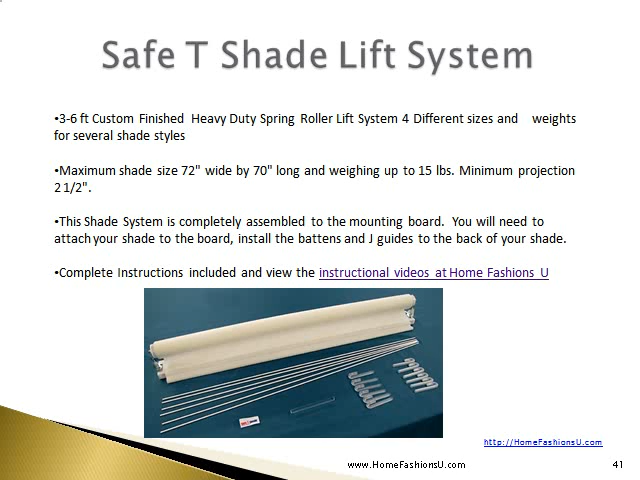 Safe T Shade Lift System
•3-6 ft Custom Finished Heavy Duty Spring Roller Lift System 4 Different sizes and weights
for several shade styles
•Maximum shade size 72" wide by 70" long and weighing up to 15 lbs. Minimum projection
2 1/2".
•This Shade System is completely assembled to the mounting board. You will need to
attach your shade to the board, install the battens and J guides to the back of your shade.
•Complete Instructions included and view the instructional videos at Home Fashions U
http://HomeFashionsU.com
www.HomeFashionsU.com 41